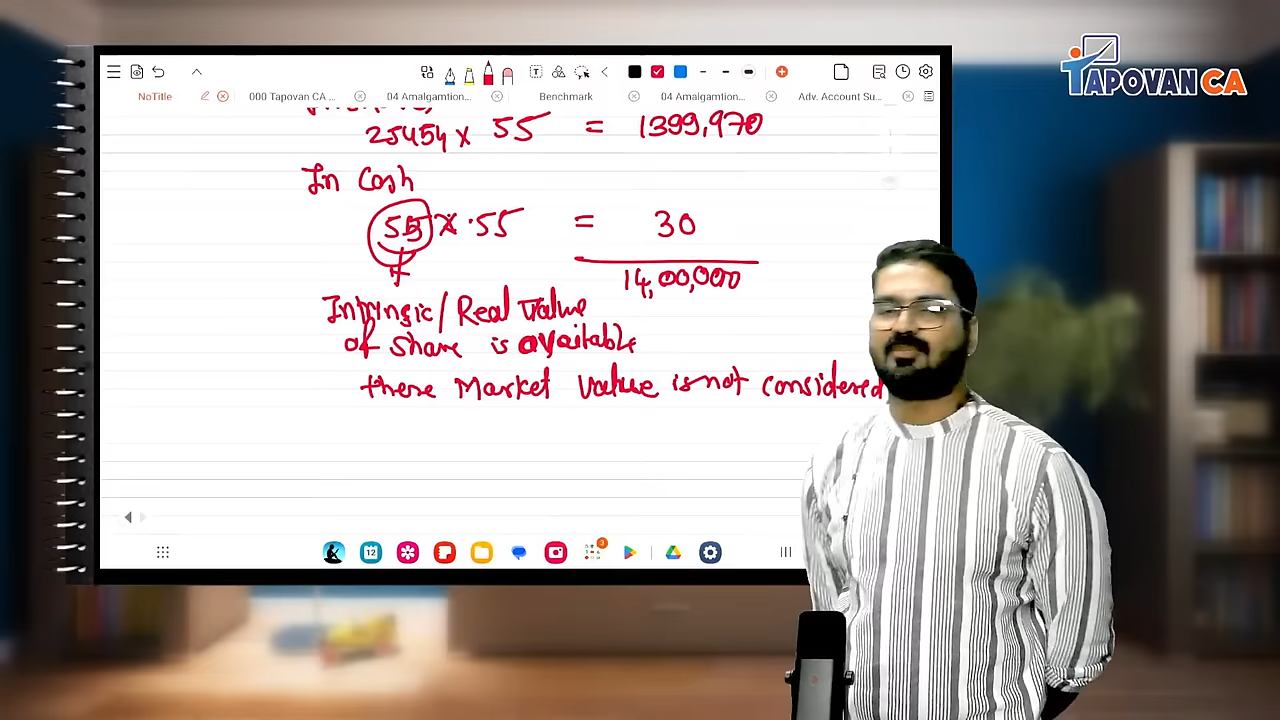 TAPOVAN CA
NoTitle
000 Tapovan CA ...
04 Amalgamtion...
Benchmark
04 Amalgamtion...
Adv. Account Su...
25454 x 55 = 1399,970
In Cash
55 x .55 = 30
14,00,000
Intrinsic/Real Value
of Share is available
there Market Value is not considered
12
3